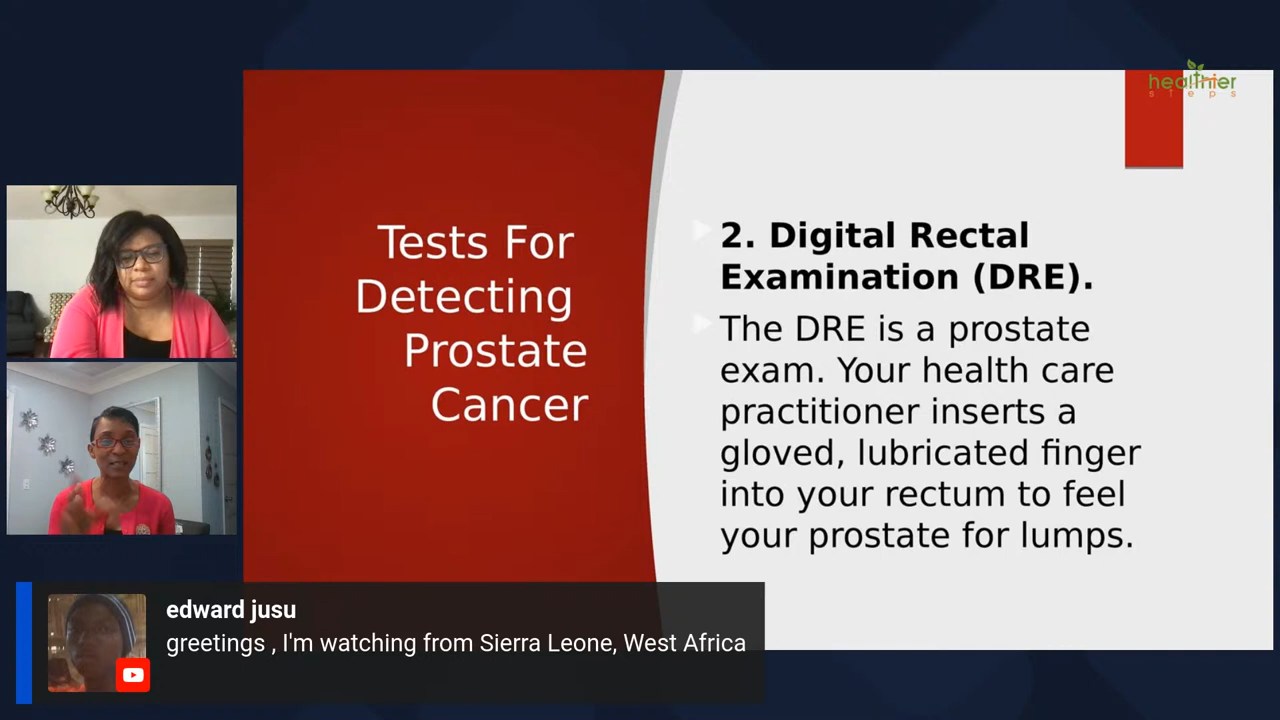 healthier
steps
Tests For
Detecting
Prostate
Cancer
2. Digital Rectal
Examination (DRE).
The DRE is a prostate
exam. Your health care
practitioner inserts a
gloved, lubricated finger
into your rectum to feel
your prostate for lumps.
edward jusu
greetings , I'm watching from Sierra Leone, West Africa